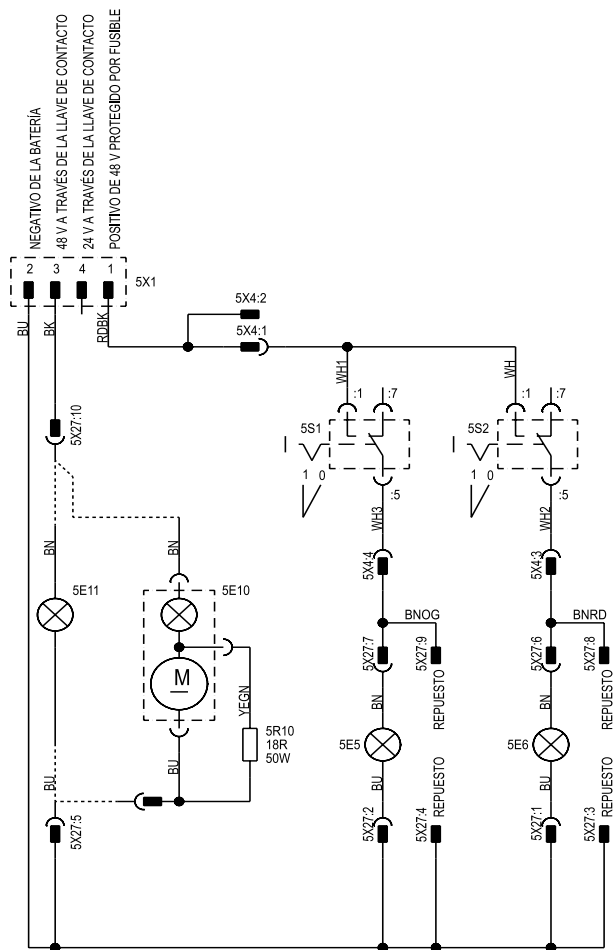 NEGATIVO DE LA BATERÍA
48 V A TRAVÉS DE LA LLAVE DE CONTACTO
24 V A TRAVÉS DE LA LLAVE DE CONTACTO
POSITIVO DE 48 V PROTEGIDO POR FUSIBLE
2 3 4 1
5X1
BU
BK
RDBK
5X4:2
5X4:1
WH1
WH
:1 :7
:1 :7
5S1
5S2
1 0
1 0
:5
:5
5X27:10
WH3
WH2
5X4:4
5X4:3
BN
BN
5E11
5E10
BNOG
BNRD
5X27:7
5X27:9
5X27:6
5X27:8
M
YEGN
REPUESTO
REPUESTO
BN
BN
5R10
18R
50W
5E5
5E6
BU
BU
BU
BU
REPUESTO
REPUESTO
5X27:5
5X27:2
5X27:4
5X27:1
5X27:3